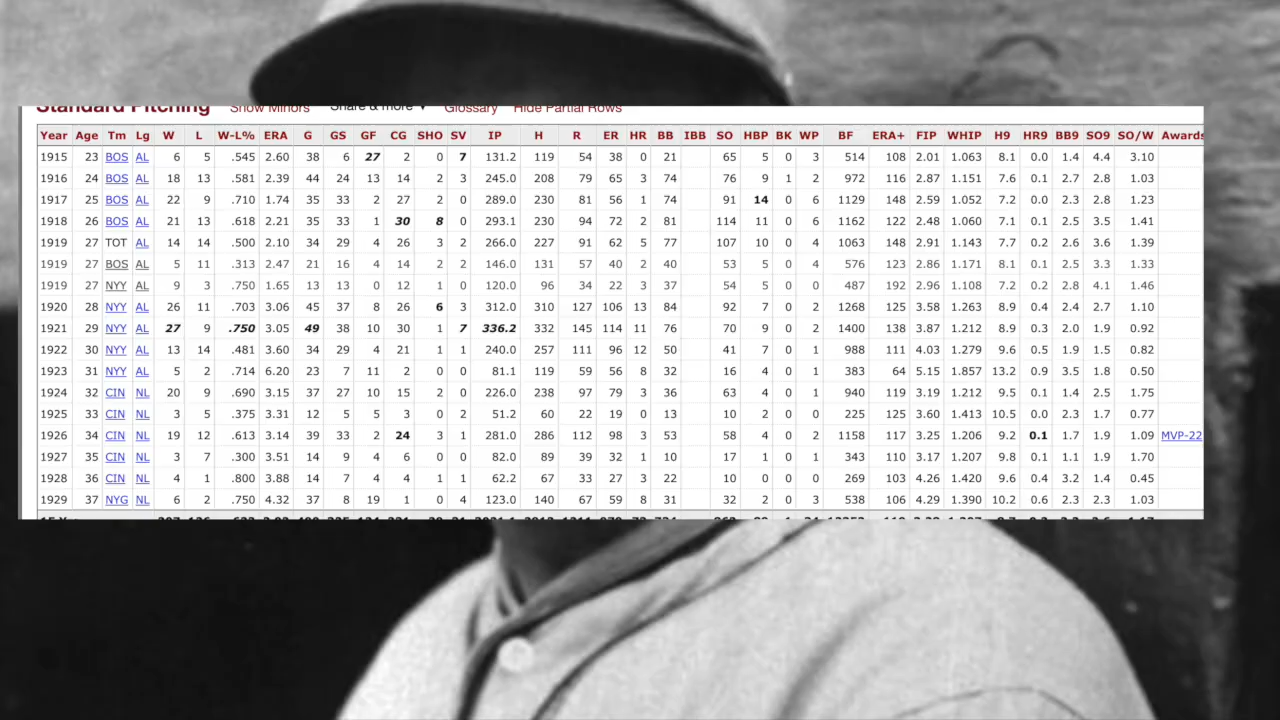 Standard Pitching Show Minors Share & more ▼ Glossary Hide Partial Rows
Year Age Tm Lg W L W-L% ERA G GS GF CG SHO SV IP H R ER HR BB IBB SO HBP BK WP BF ERA+ FIP WHIP H9 HR9 BB9 SO9 SO/W Awards
1915 23 BOS AL 6 5 .545 2.60 38 6 27 2 0 7 131.2 119 54 38 0 21 65 5 0 0 514 108 2.01 1.063 8.1 0.0 1.4 4.4 3.10
1916 24 BOS AL 18 13 .581 2.39 44 24 13 14 2 3 245.0 208 79 65 3 74 76 9 1 2 972 116 2.87 1.151 7.6 0.1 2.7 2.8 1.03
1917 25 BOS AL 22 9 .710 1.74 35 33 2 27 2 0 289.0 230 81 56 1 74 91 14 0 6 1129 148 2.59 1.052 7.2 0.0 2.3 2.8 1.23
1918 26 BOS AL 21 13 .618 2.21 35 33 1 30 8 0 293.1 230 94 72 2 81 114 11 0 6 1162 122 2.48 1.060 7.1 0.1 2.5 3.5 1.41
1919 27 TOT AL 14 14 .500 2.10 34 29 4 26 3 2 266.0 227 91 62 5 77 107 10 0 4 1063 148 2.91 1.143 7.7 0.2 2.6 3.6 1.39
1919 27 BOS AL 5 11 .313 2.47 21 16 4 14 2 2 146.0 131 57 40 2 40 53 5 0 4 576 123 2.86 1.171 8.1 0.1 2.5 3.3 1.33
1919 27 NYY AL 9 3 .750 1.65 13 13 0 12 1 0 120.0 96 34 22 3 37 54 5 0 0 487 192 2.96 1.108 7.2 0.2 2.8 4.1 1.46
1920 28 NYY AL 26 11 .703 3.06 45 37 8 26 6 3 312.0 310 127 106 13 84 92 7 0 2 1268 125 3.58 1.263 8.9 0.4 2.4 2.7 1.10
1921 29 NYY AL 27 9 .750 3.05 49 38 10 30 1 7 336.2 332 145 114 11 76 70 9 0 2 1400 138 3.87 1.212 8.9 0.3 2.0 1.9 0.92
1922 30 NYY AL 13 14 .481 3.60 34 29 4 21 1 1 240.0 257 111 96 12 50 41 7 0 1 988 111 4.03 1.279 9.6 0.5 1.9 1.5 0.82
1923 31 NYY AL 5 2 .714 6.20 23 7 11 2 0 0 81.1 119 59 56 8 32 16 4 0 1 383 64 5.15 1.857 13.2 0.9 3.5 1.8 0.50
1924 32 CIN NL 20 9 .690 3.15 37 27 10 15 2 0 226.0 238 97 79 3 36 63 4 0 4 940 119 3.19 1.212 9.5 0.1 1.4 2.5 1.75
1925 33 CIN NL 3 5 .375 3.31 12 5 5 3 0 2 51.2 60 22 19 0 13 10 2 0 0 225 125 3.60 1.413 10.5 0.0 2.3 1.7 0.77
1926 34 CIN NL 19 12 .613 3.14 39 33 2 24 3 1 281.0 286 112 98 3 53 58 4 0 2 1158 117 3.25 1.206 9.2 0.1 1.7 1.9 1.09 MVP-22
1927 35 CIN NL 3 7 .300 3.51 14 9 4 6 0 0 82.0 89 39 32 1 10 17 1 0 1 343 110 3.17 1.207 9.8 0.1 1.1 1.9 1.70
1928 36 CIN NL 4 1 .800 3.88 14 7 4 4 1 1 62.2 67 33 27 3 22 10 0 0 0 269 103 4.26 1.420 9.6 0.4 3.2 1.4 0.45
1929 37 NYG NL 6 2 .750 4.32 37 8 19 1 0 4 123.0 140 67 59 8 31 32 2 0 0 538 106 4.29 1.390 10.2 0.6 2.3 2.3 1.03